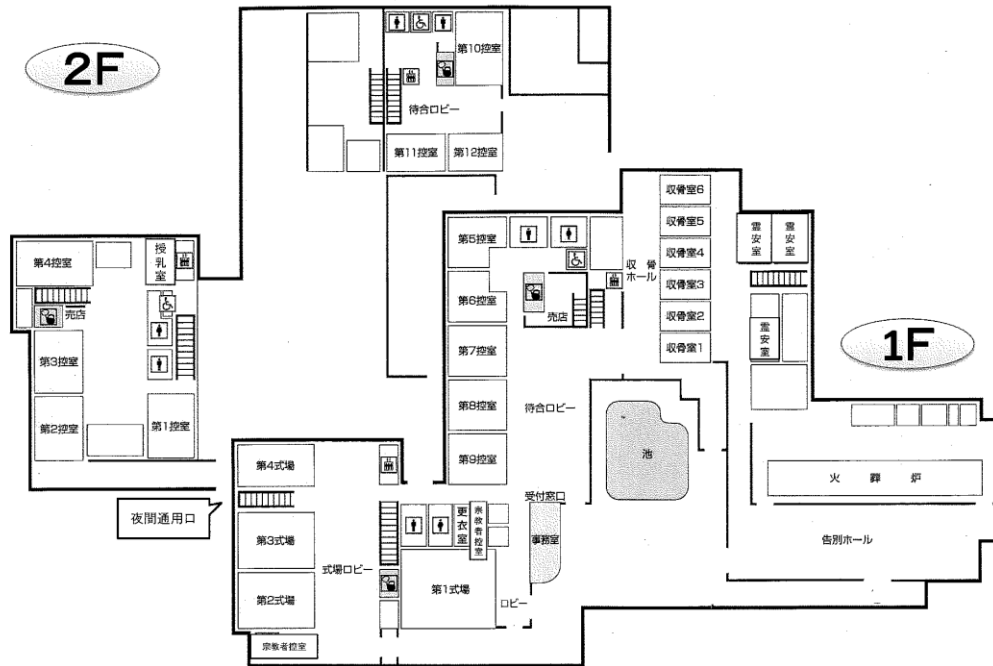 2F
第10控室
待合ロビー
第11控室
第12控室
第4控室
授乳室
売店
第3控室
第2控室
第1控室
1F
収骨室6
収骨室5
収骨室4
収骨室3
収骨室2
収骨室1
収骨ホール
霊安室
霊安室
霊安室
第5控室
第6控室
売店
第7控室
第8控室
第9控室
待合ロビー
池
火葬炉
告別ホール
受付窓口
事務室
夜間通用口
第4式場
第3式場
第2式場
式場ロビー
更衣室
宗教者控室
第1式場
ロビー
宗教者控室